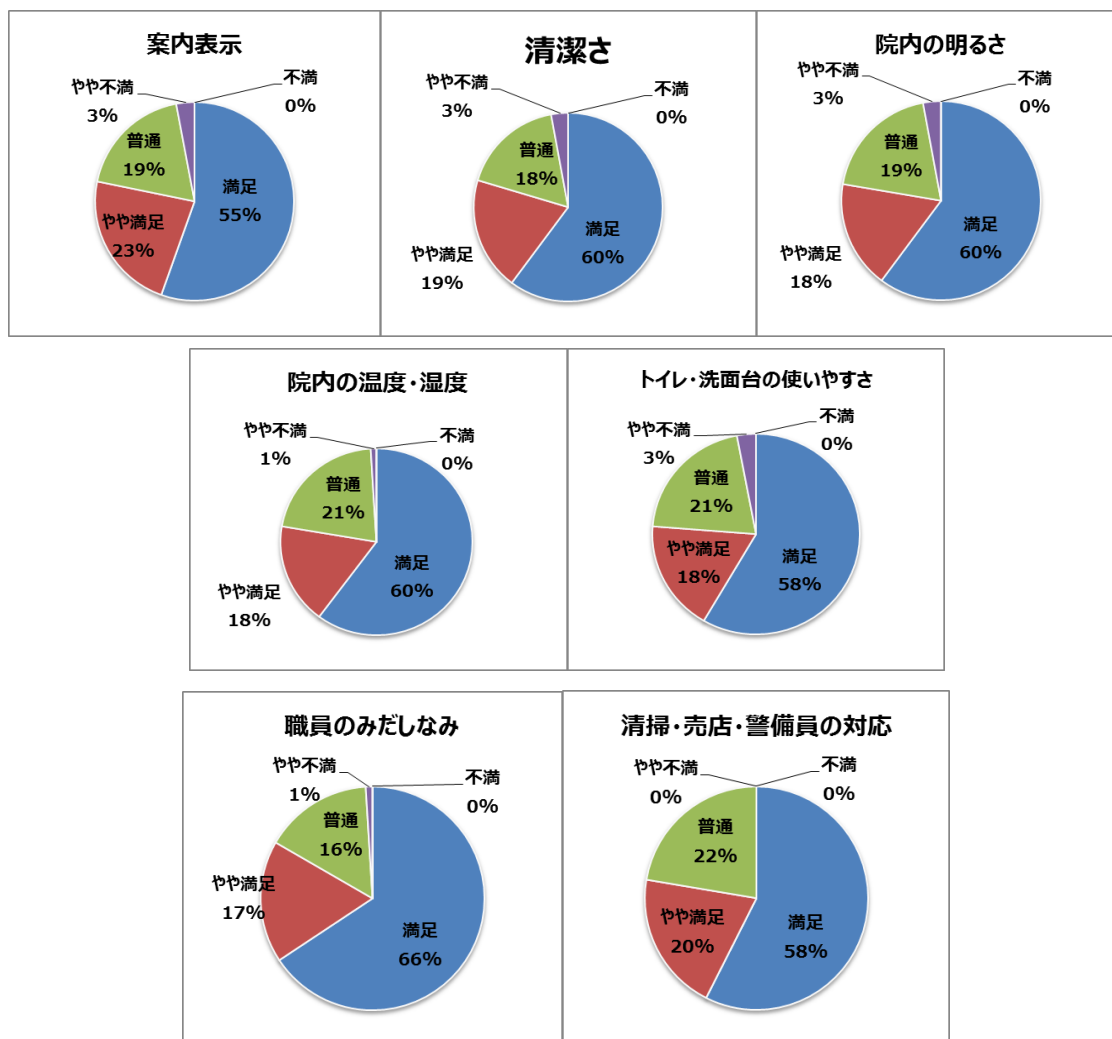 案内表示
やや不満
3%
不満
0%
普通
19%
満足
55%
やや満足
23%
清潔さ
やや不満
3%
不満
0%
普通
18%
満足
60%
やや満足
19%
院内の明るさ
やや不満
3%
不満
0%
普通
19%
満足
60%
やや満足
18%
院内の温度・湿度
やや不満
1%
不満
0%
普通
21%
満足
60%
やや満足
18%
トイレ・洗面台の使いやすさ
やや不満
3%
不満
0%
普通
21%
満足
58%
やや満足
18%
職員のみだしなみ
やや不満
1%
不満
0%
普通
16%
やや満足
17%
満足
66%
清掃・売店・警備員の対応
やや不満
0%
不満
0%
普通
22%
やや満足
20%
満足
58%